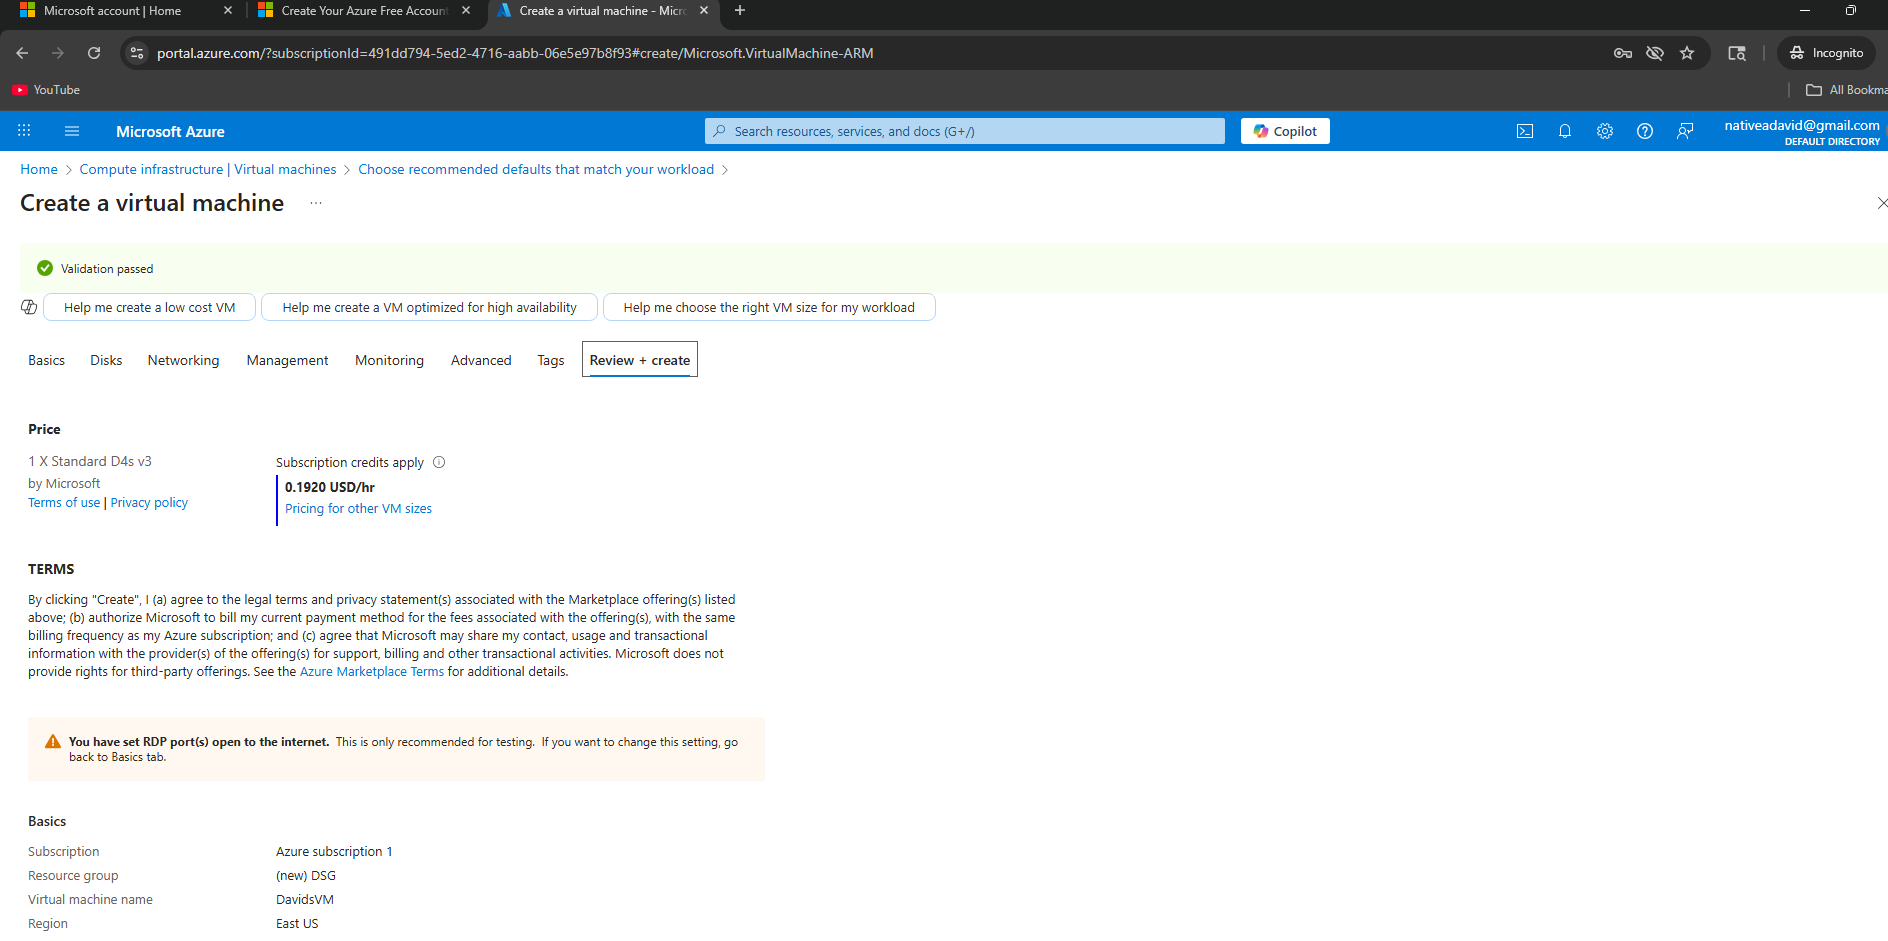 Microsoft account | Home
Create Your Azure Free Account
Create a virtual machine - Micro
portal.azure.com/?subscriptionId=491dd794-5ed2-4716-aabb-06e5e97b8f93#create/Microsoft.VirtualMachine-ARM
Incognito
YouTube
All Bookma
Microsoft Azure
Search resources, services, and docs (G+/)
Copilot
nativeadavid@gmail.com
DEFAULT DIRECTORY
Home > Compute infrastructure | Virtual machines > Choose recommended defaults that match your workload >
Create a virtual machine ...
Validation passed
Help me create a low cost VM
Help me create a VM optimized for high availability
Help me choose the right VM size for my workload
Basics Disks Networking Management Monitoring Advanced Tags Review + create
Price
1 X Standard D4s v3
by Microsoft
Terms of use | Privacy policy
Subscription credits apply
0.1920 USD/hr
Pricing for other VM sizes
TERMS
By clicking "Create", I (a) agree to the legal terms and privacy statement(s) associated with the Marketplace offering(s) listed
above; (b) authorize Microsoft to bill my current payment method for the fees associated with the offering(s), with the same
billing frequency as my Azure subscription; and (c) agree that Microsoft may share my contact, usage and transactional
information with the provider(s) of the offering(s) for support, billing and other transactional activities. Microsoft does not
provide rights for third-party offerings. See the Azure Marketplace Terms for additional details.
You have set RDP port(s) open to the internet. This is only recommended for testing. If you want to change this setting, go
back to Basics tab.
Basics
Subscription Azure subscription 1
Resource group (new) DSG
Virtual machine name DavidsVM
Region East US